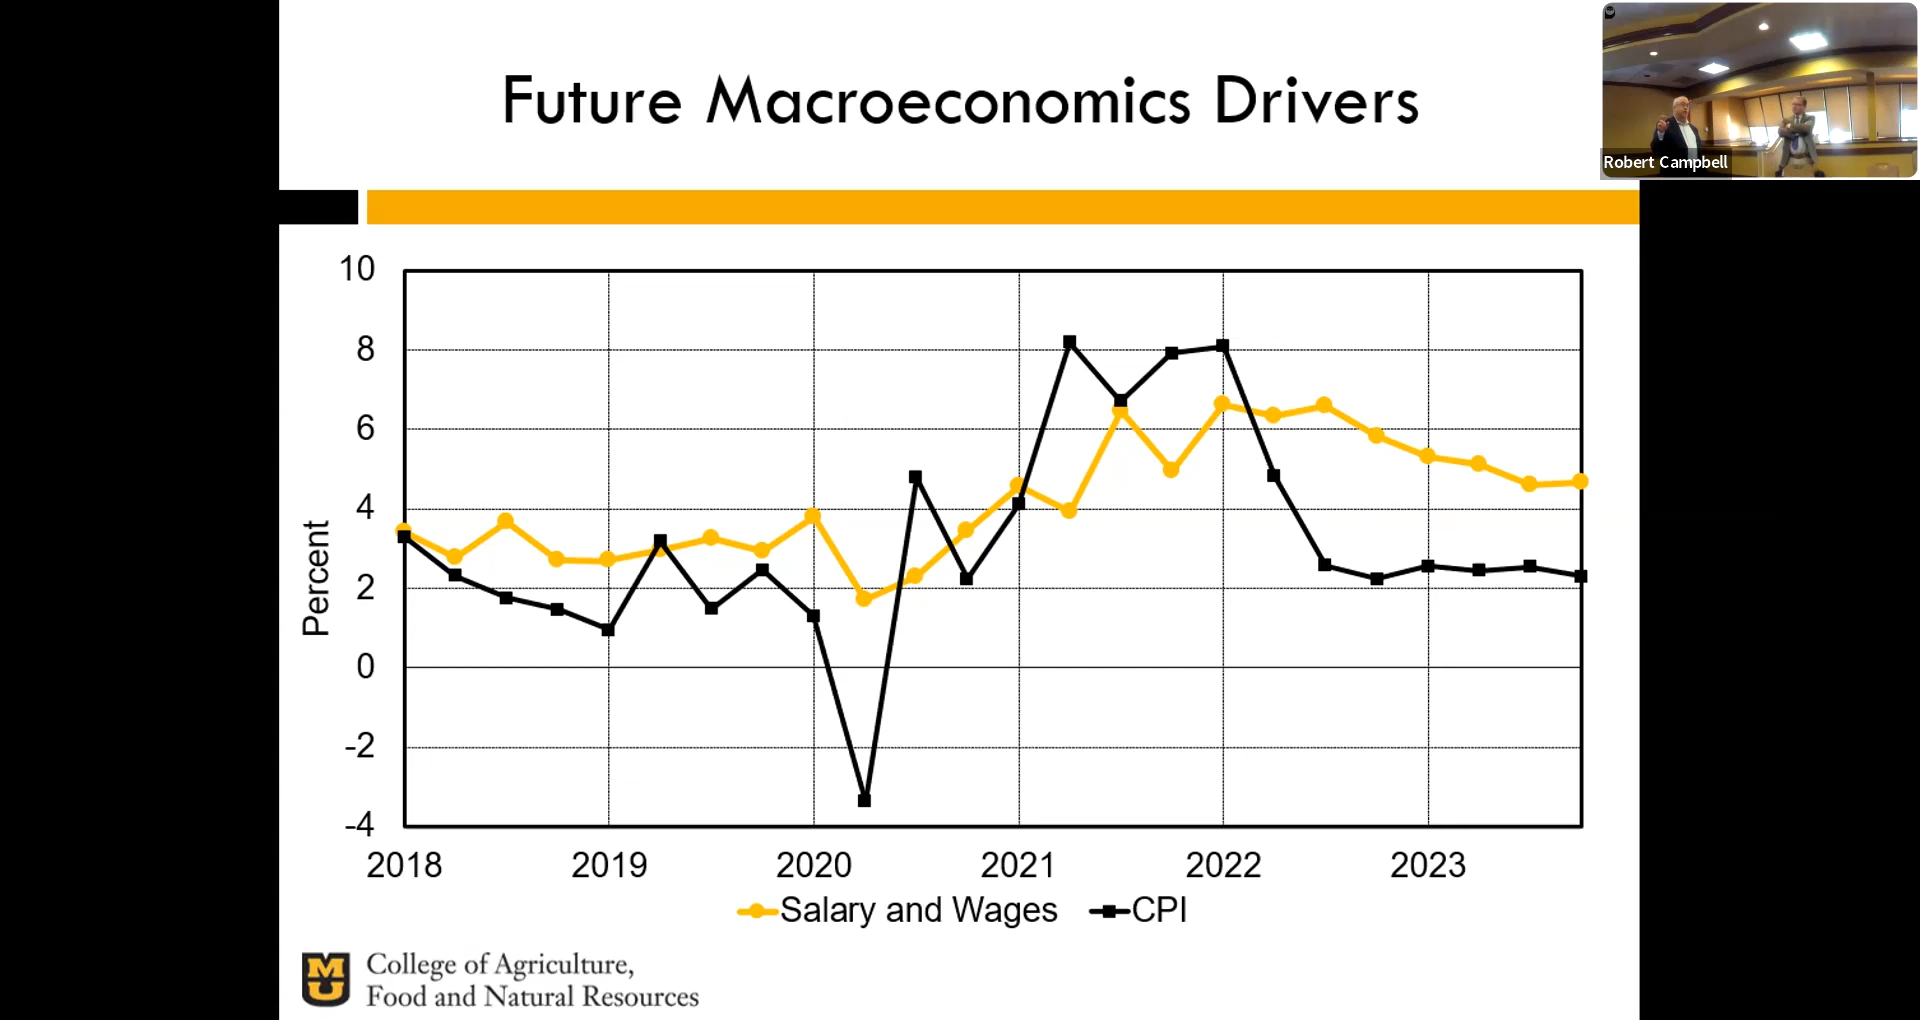 Future Macroeconomics Drivers
Robert Campbell
10
8
6
4
2
0
-2
-4
Percent
2018 2019 2020 2021 2022 2023
Salary and Wages CPI
MU
College of Agriculture,
Food and Natural Resources